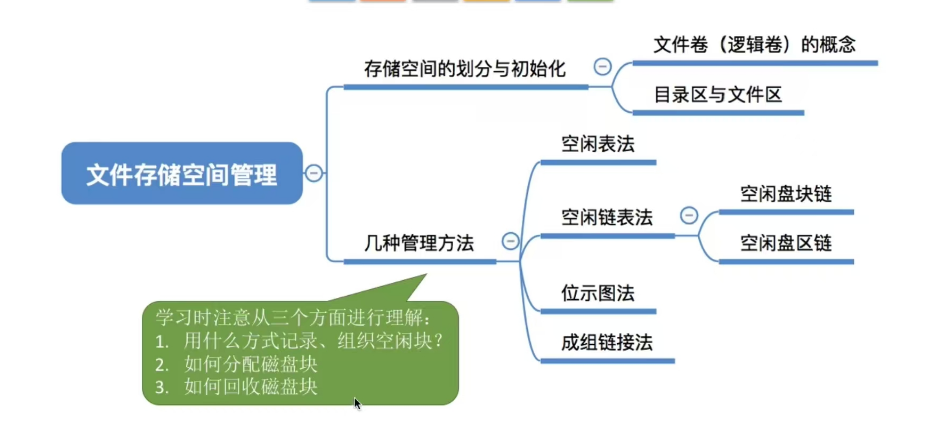 文件卷（逻辑卷）的概念
存储空间的划分与初始化
目录区与文件区
空闲表法
文件存储空间管理
空闲盘块链
空闲链表法
几种管理方法
空闲盘区链
位示图法
成组链接法
学习时注意从三个方面进行理解：
1. 用什么方式记录、组织空闲块？
2. 如何分配磁盘块
3. 如何回收磁盘块